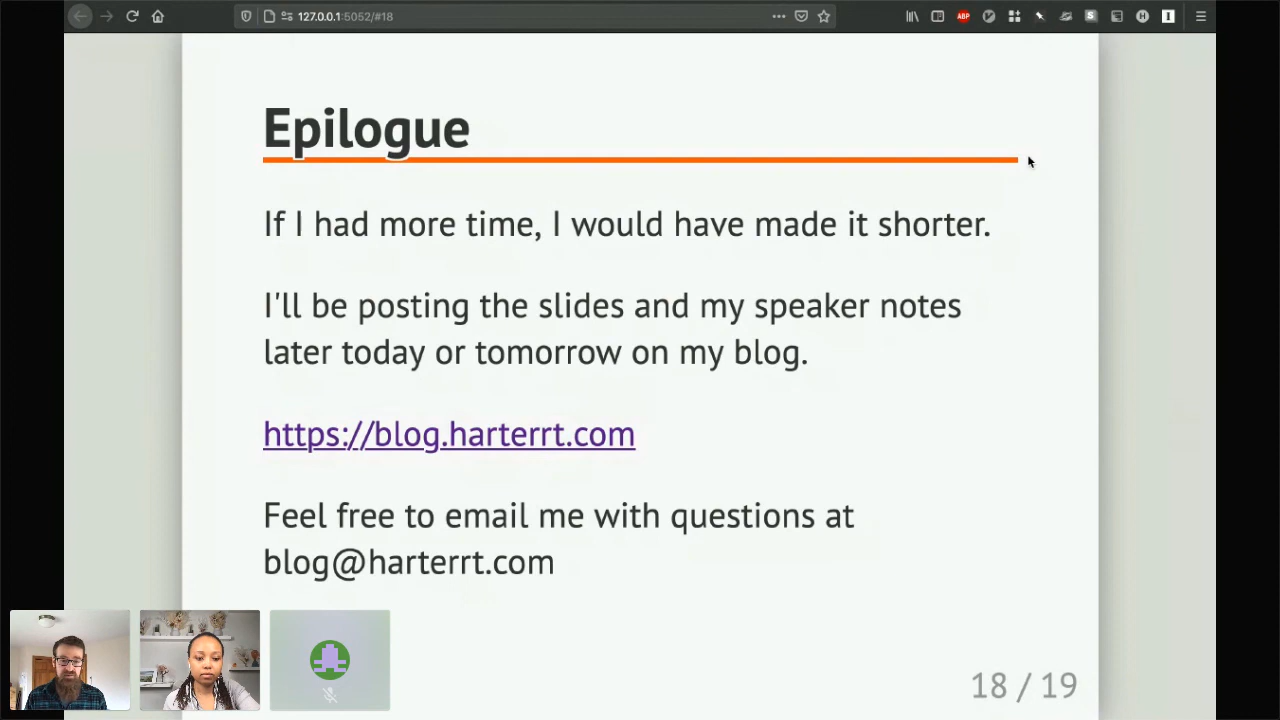 127.0.0.1:5052/#18
ABP
S
H
I
Epilogue
If I had more time, I would have made it shorter.
I'll be posting the slides and my speaker notes
later today or tomorrow on my blog.
https://blog.harterrt.com
Feel free to email me with questions at
blog@harterrt.com
18 / 19